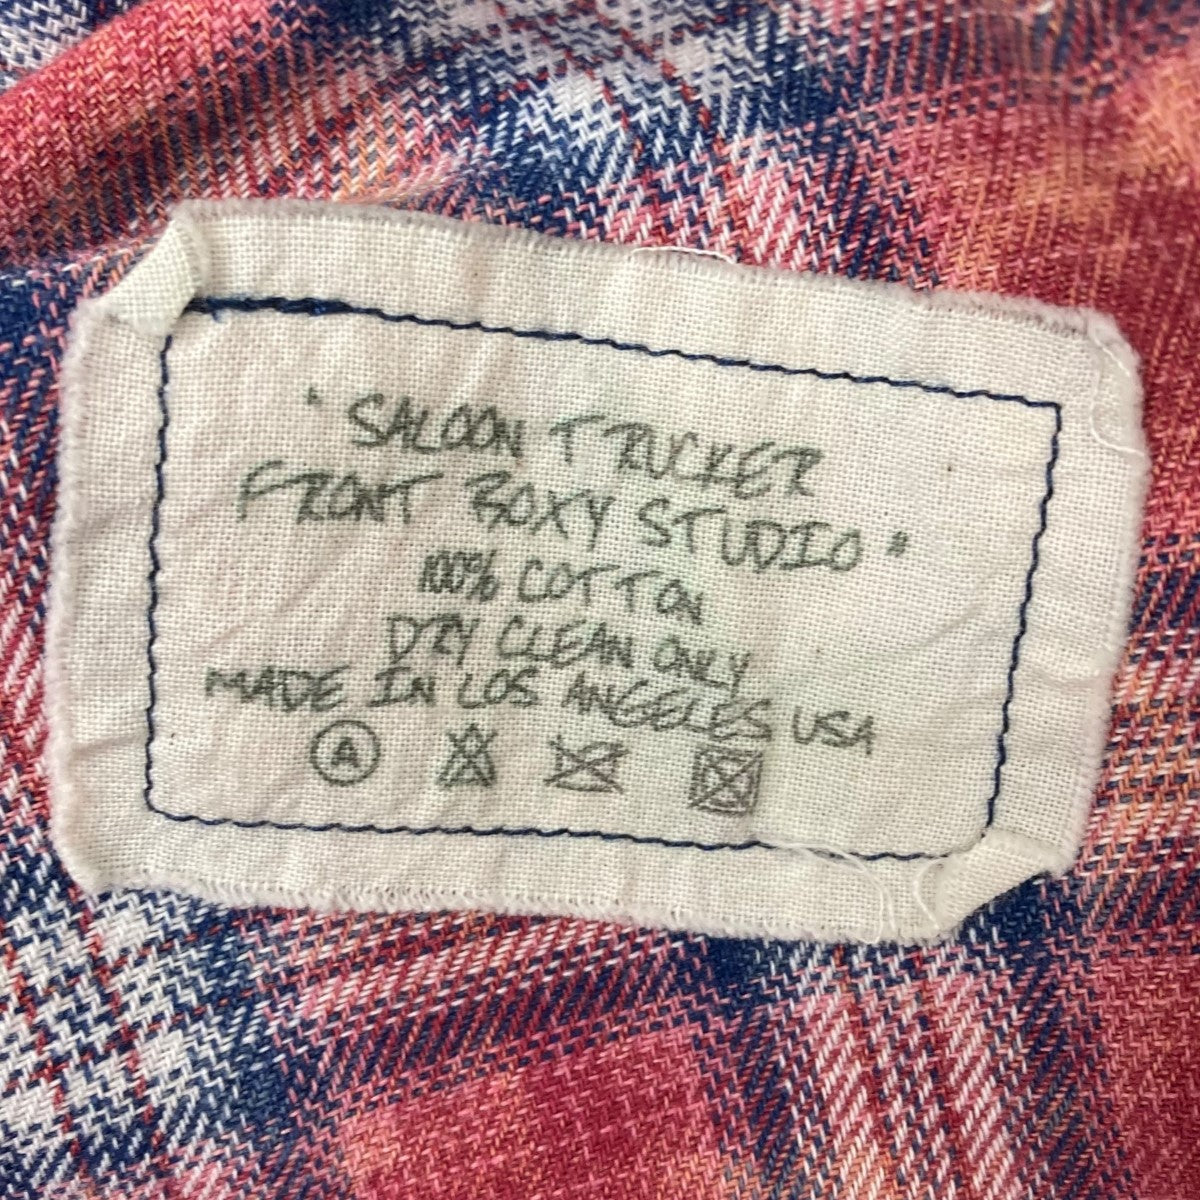 "SALOON TRUCKER
FRONT BOXY STUDIO"
100% COTTON
DRY CLEAN ONLY
MADE IN LOS ANGELES USA
A